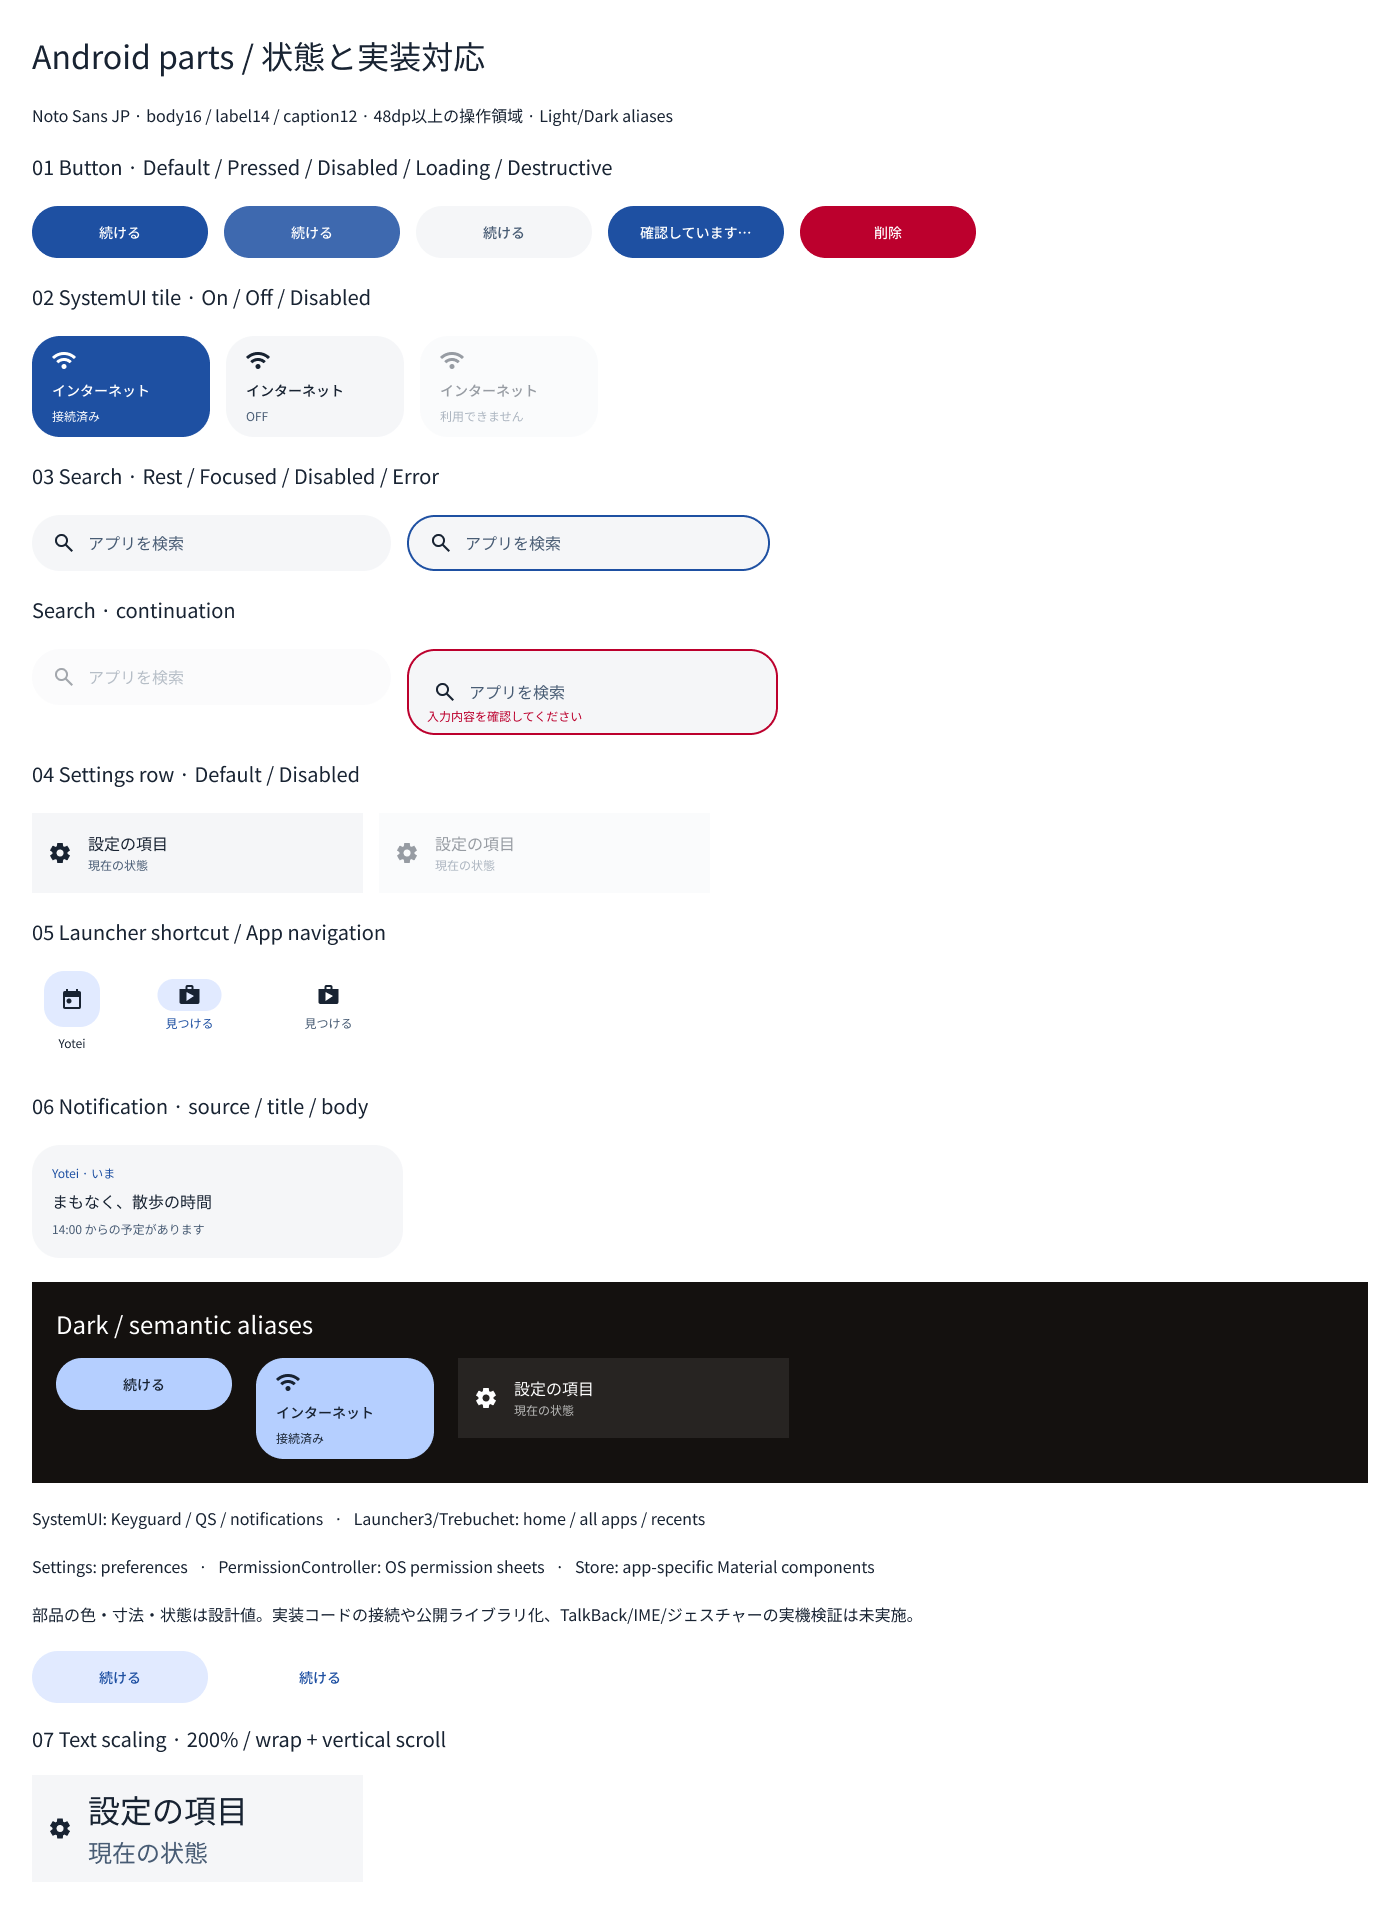 Android parts / 状態と実装対応
Noto Sans JP · body16 / label14 / caption12 · 48dp以上の操作領域 · Light/Dark aliases
01 Button · Default / Pressed / Disabled / Loading / Destructive
続ける 続ける 続ける 確認しています… 削除
02 SystemUI tile · On / Off / Disabled
インターネット インターネット インターネット
接続済み OFF 利用できません
03 Search · Rest / Focused / Disabled / Error
アプリを検索 アプリを検索
Search · continuation
アプリを検索 アプリを検索
入力内容を確認してください
04 Settings row · Default / Disabled
設定の項目 設定の項目
現在の状態 現在の状態
05 Launcher shortcut / App navigation
見つける 見つける
Yotei
06 Notification · source / title / body
Yotei · いま
まもなく、散歩の時間
14:00 からの予定があります
Dark / semantic aliases
続ける
インターネット
接続済み
設定の項目
現在の状態
SystemUI: Keyguard / QS / notifications · Launcher3/Trebuchet: home / all apps / recents
Settings: preferences · PermissionController: OS permission sheets · Store: app-specific Material components
部品の色・寸法・状態は設計値。実装コードの接続や公開ライブラリ化、TalkBack/IME/ジェスチャーの実機検証は未実施。
続ける 続ける
07 Text scaling · 200% / wrap + vertical scroll
設定の項目
現在の状態